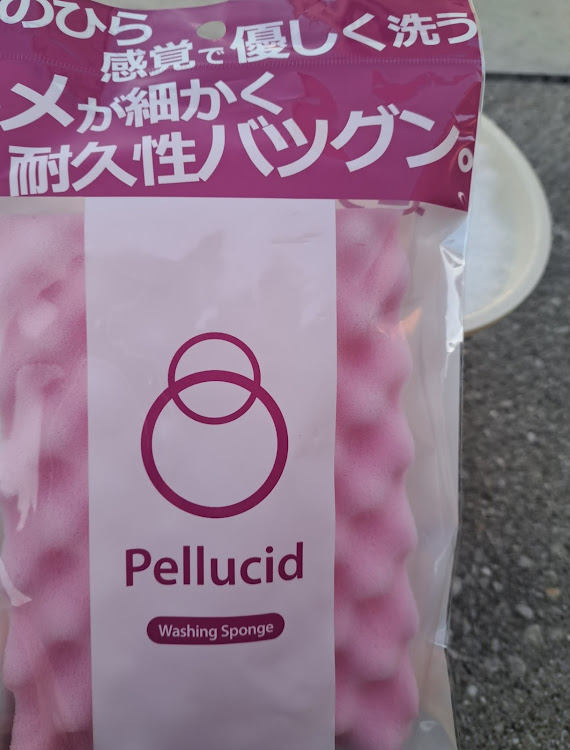 のひら
感覚で優しく洗う
メが細かく
耐久性バツグン。
Pellucid
Washing Sponge